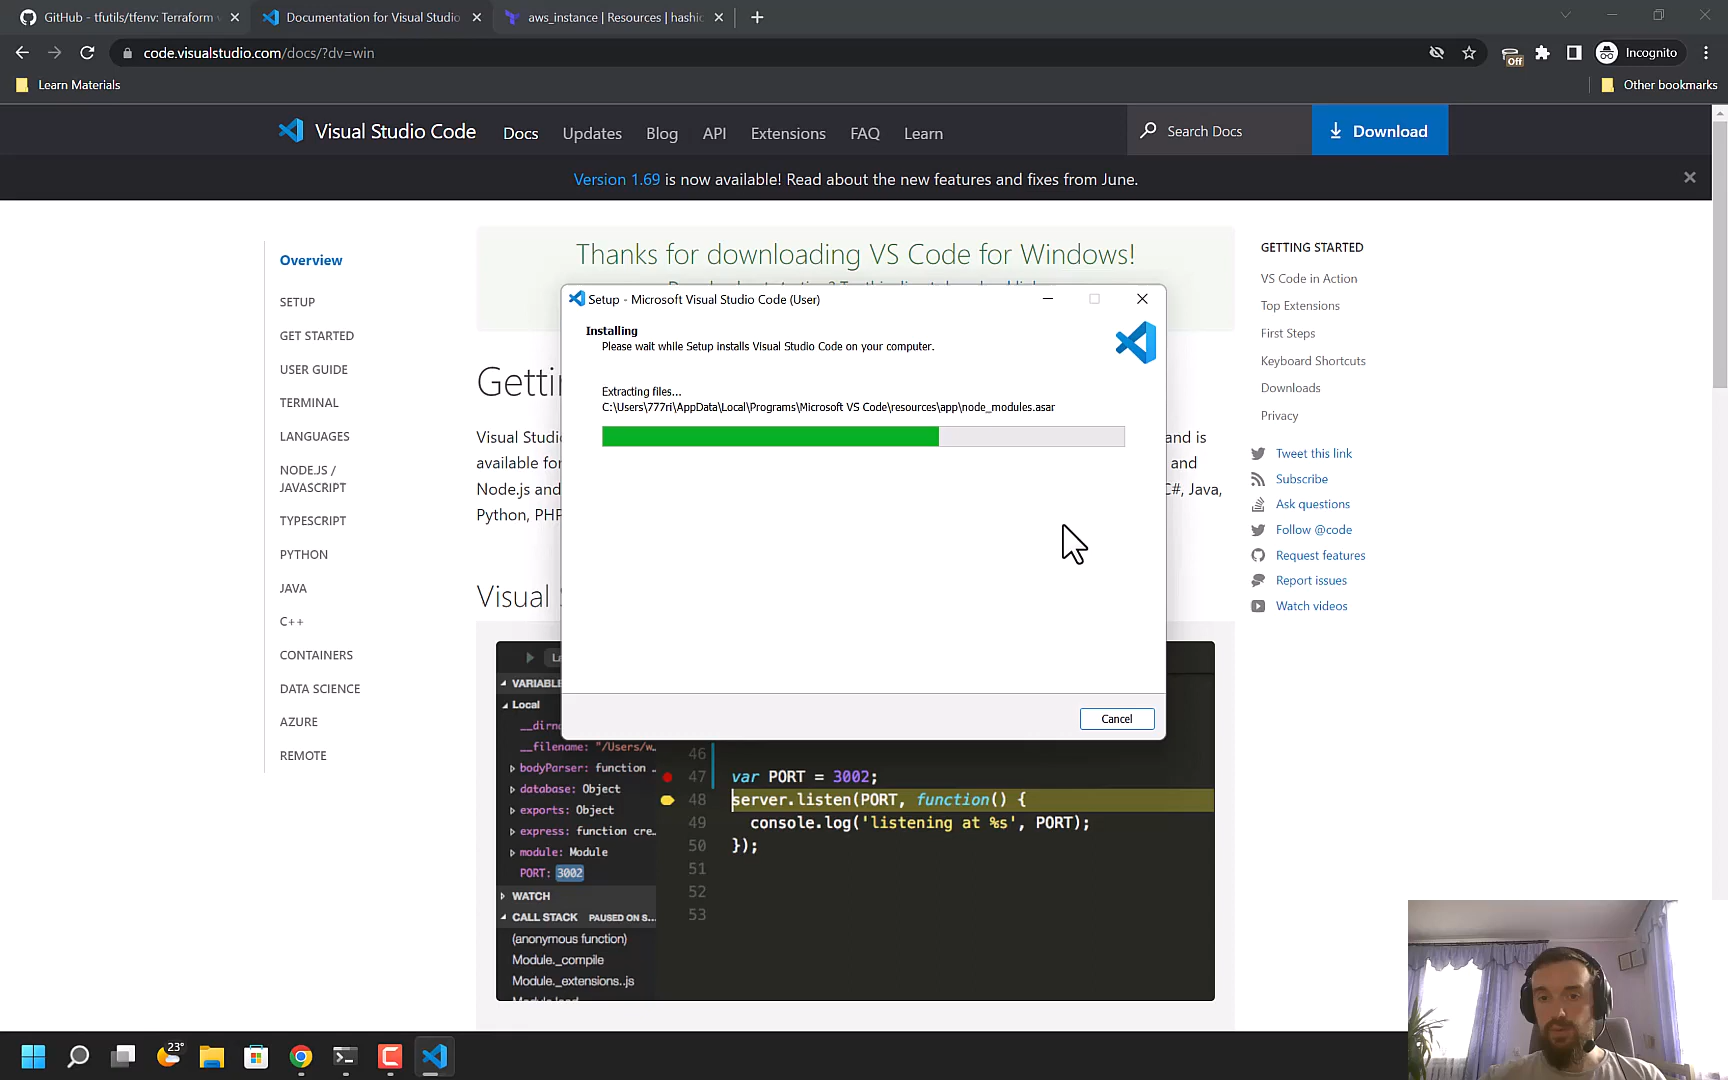 GitHub - tfutils/tfenv: Terraform
Documentation for Visual Studio
aws_instance | Resources | hashic
code.visualstudio.com/docs/?dv=win
Off
Incognito
Learn Materials
Other bookmarks
Visual Studio Code
Docs
Updates
Blog
API
Extensions
FAQ
Learn
Search Docs
Download
Version 1.69 is now available! Read about the new features and fixes from June.
Overview
SETUP
GET STARTED
USER GUIDE
TERMINAL
LANGUAGES
NODE.JS /
JAVASCRIPT
TYPESCRIPT
PYTHON
JAVA
C++
CONTAINERS
DATA SCIENCE
AZURE
REMOTE
Thanks for downloading VS Code for Windows!
Setup - Microsoft Visual Studio Code (User)
Installing
Please wait while Setup installs Visual Studio Code on your computer.
Extracting files...
C:\Users\777ri\AppData\Local\Programs\Microsoft VS Code\resources\app\node_modules.asar
Cancel
Visual
and is
available
and
Node.js and
C#, Java,
Python, PHP
Visual
VARIABLE
Local
__filename: "/Users/w...
bodyParser: function ...
database: Object
exports: Object
express: function cre...
module: Module
PORT: 3002
WATCH
CALL STACK PAUSED ON S...
(anonymous function)
Module._compile
Module._extensions..js
46
47 var PORT = 3002;
48 server.listen(PORT, function() {
49 console.log('listening at %s', PORT);
50 });
51
52
53
GETTING STARTED
VS Code in Action
Top Extensions
First Steps
Keyboard Shortcuts
Downloads
Privacy
Tweet this link
Subscribe
Ask questions
Follow @code
Request features
Report issues
Watch videos
23°